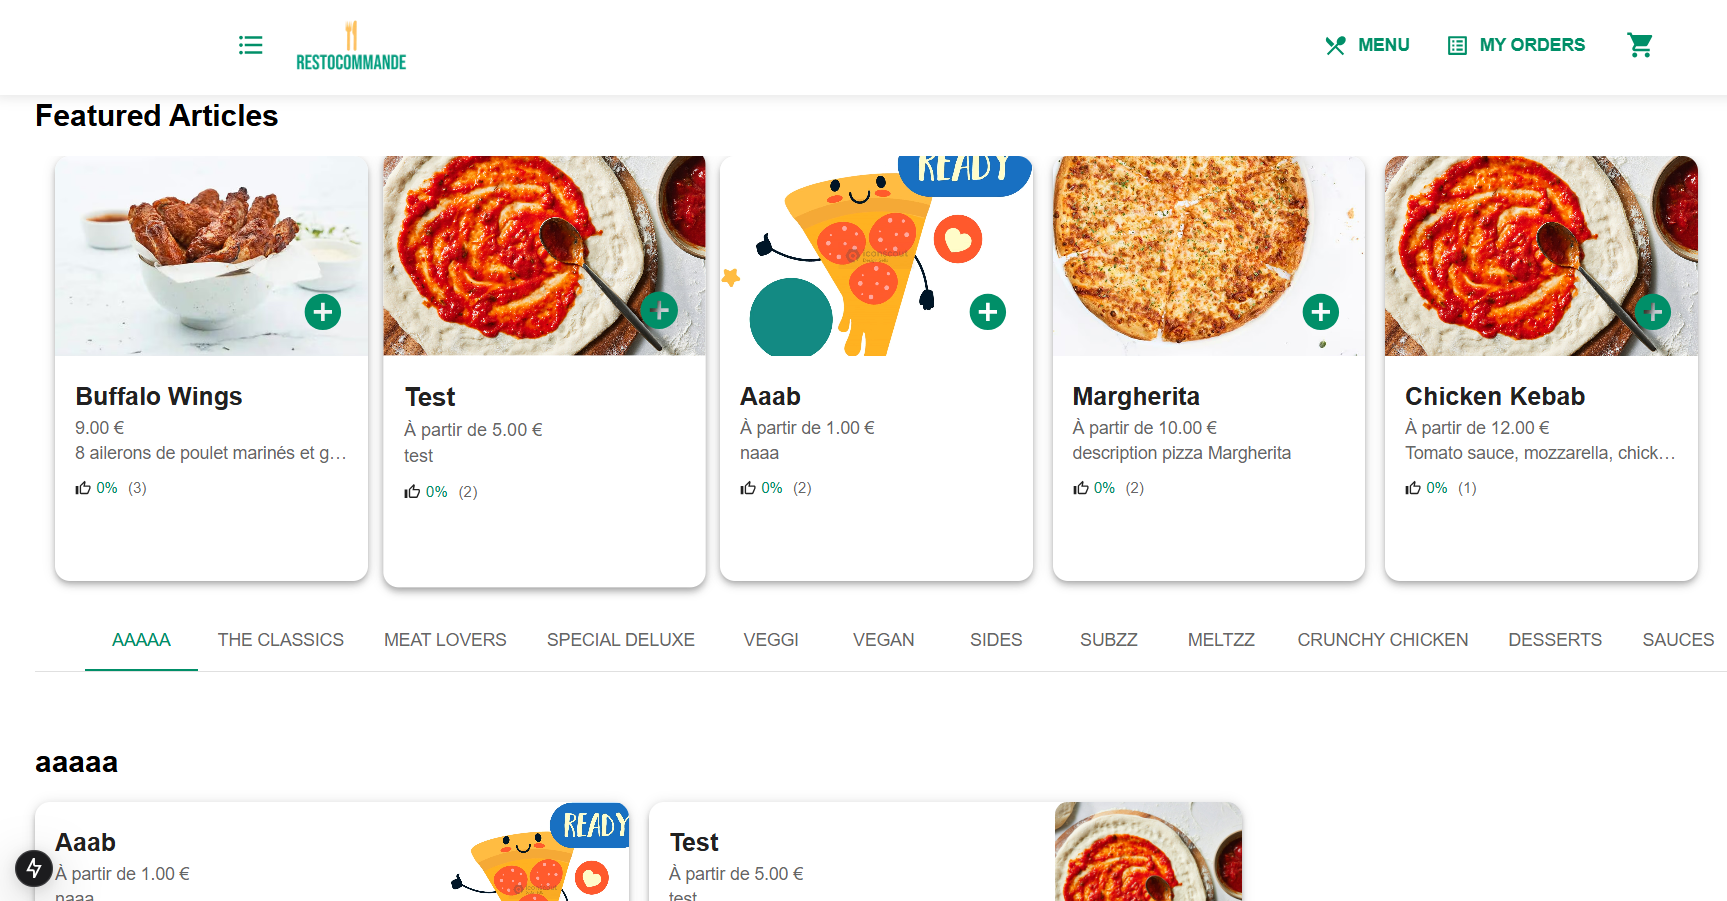 RESTOCOMMANDE
MENU
MY ORDERS
Featured Articles
READY
Buffalo Wings
9.00 €
8 ailerons de poulet marinés et g…
0% (3)
Test
À partir de 5.00 €
test
0% (2)
Aaab
À partir de 1.00 €
naaa
0% (2)
Margherita
À partir de 10.00 €
description pizza Margherita
0% (2)
Chicken Kebab
À partir de 12.00 €
Tomato sauce, mozzarella, chick…
0% (1)
AAAAA
THE CLASSICS
MEAT LOVERS
SPECIAL DELUXE
VEGGI
VEGAN
SIDES
SUBZZ
MELTZZ
CRUNCHY CHICKEN
DESSERTS
SAUCES
aaaaa
Aaab
À partir de 1.00 €
naaa
READY
Test
À partir de 5.00 €
test